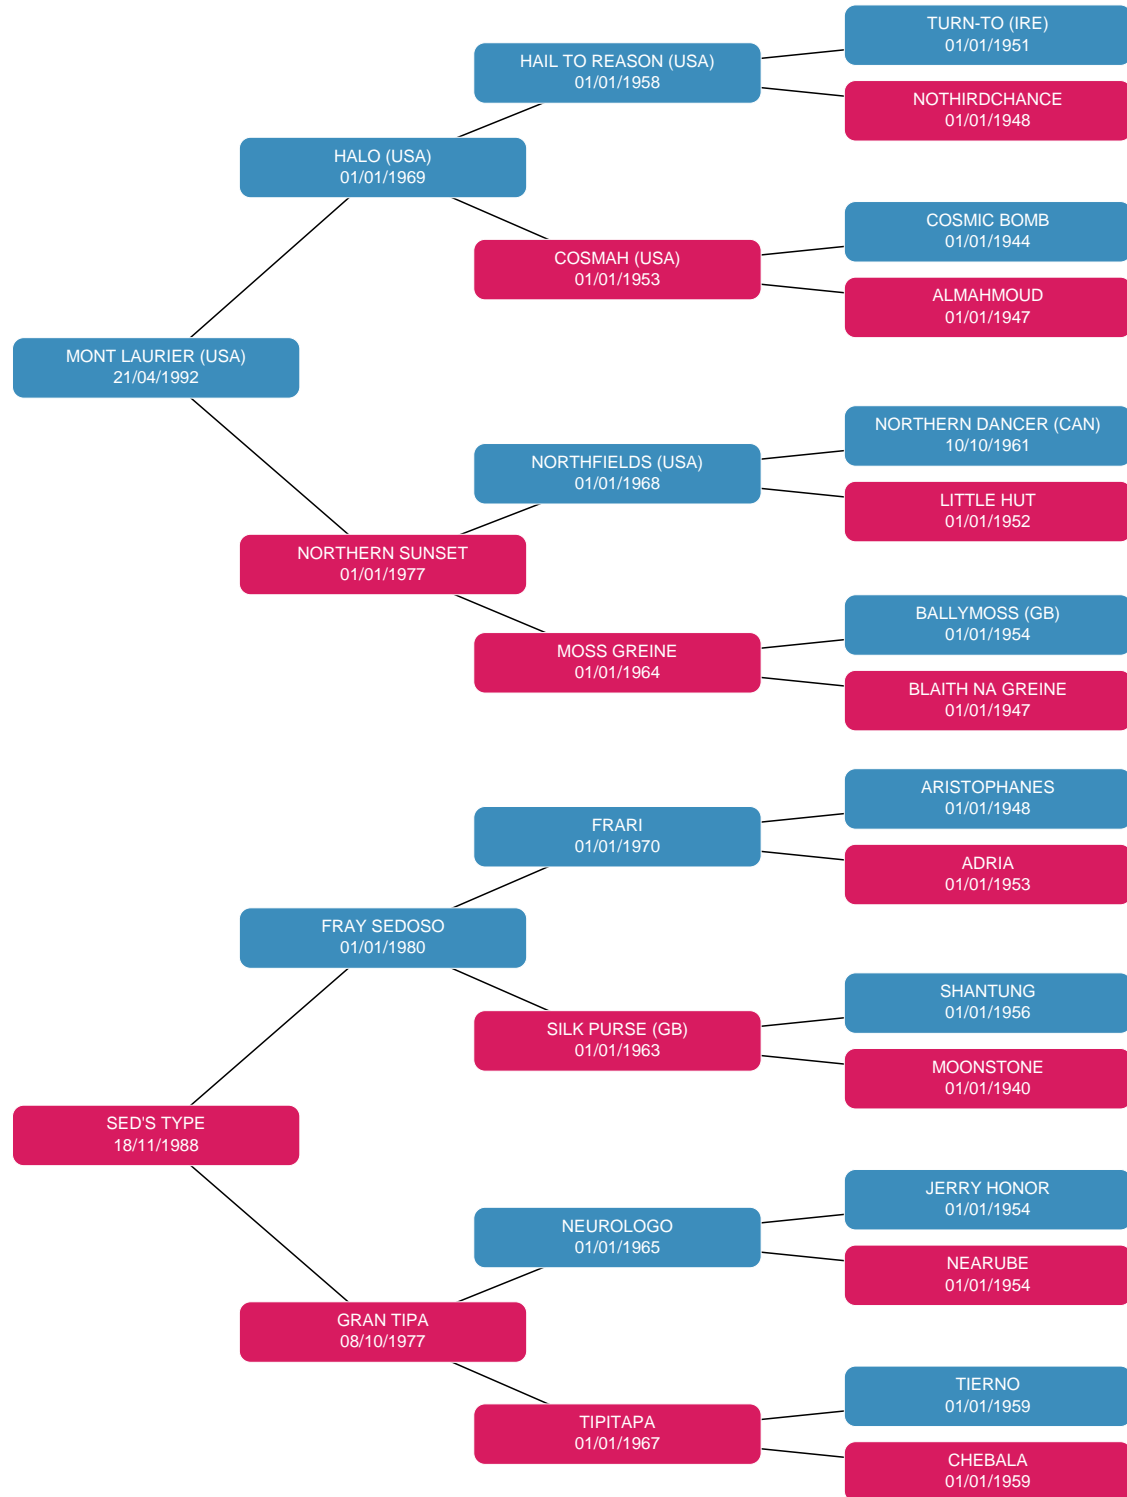 TURN-TO (IRE)
01/01/1951
HAIL TO REASON (USA)
01/01/1958
NOTHIRDCHANCE
01/01/1948
HALO (USA)
01/01/1969
COSMIC BOMB
01/01/1944
COSMAH (USA)
01/01/1953
ALMAHMOUD
01/01/1947
MONT LAURIER (USA)
21/04/1992
NORTHERN DANCER (CAN)
10/10/1961
NORTHFIELDS (USA)
01/01/1968
LITTLE HUT
01/01/1952
NORTHERN SUNSET
01/01/1977
BALLYMOSS (GB)
01/01/1954
MOSS GREINE
01/01/1964
BLAITH NA GREINE
01/01/1947
ARISTOPHANES
01/01/1948
FRARI
01/01/1970
ADRIA
01/01/1953
FRAY SEDOSO
01/01/1980
SHANTUNG
01/01/1956
SILK PURSE (GB)
01/01/1963
MOONSTONE
01/01/1940
SED'S TYPE
18/11/1988
JERRY HONOR
01/01/1954
NEUROLOGO
01/01/1965
NEARUBE
01/01/1954
GRAN TIPA
08/10/1977
TIERNO
01/01/1959
TIPITAPA
01/01/1967
CHEBALA
01/01/1959